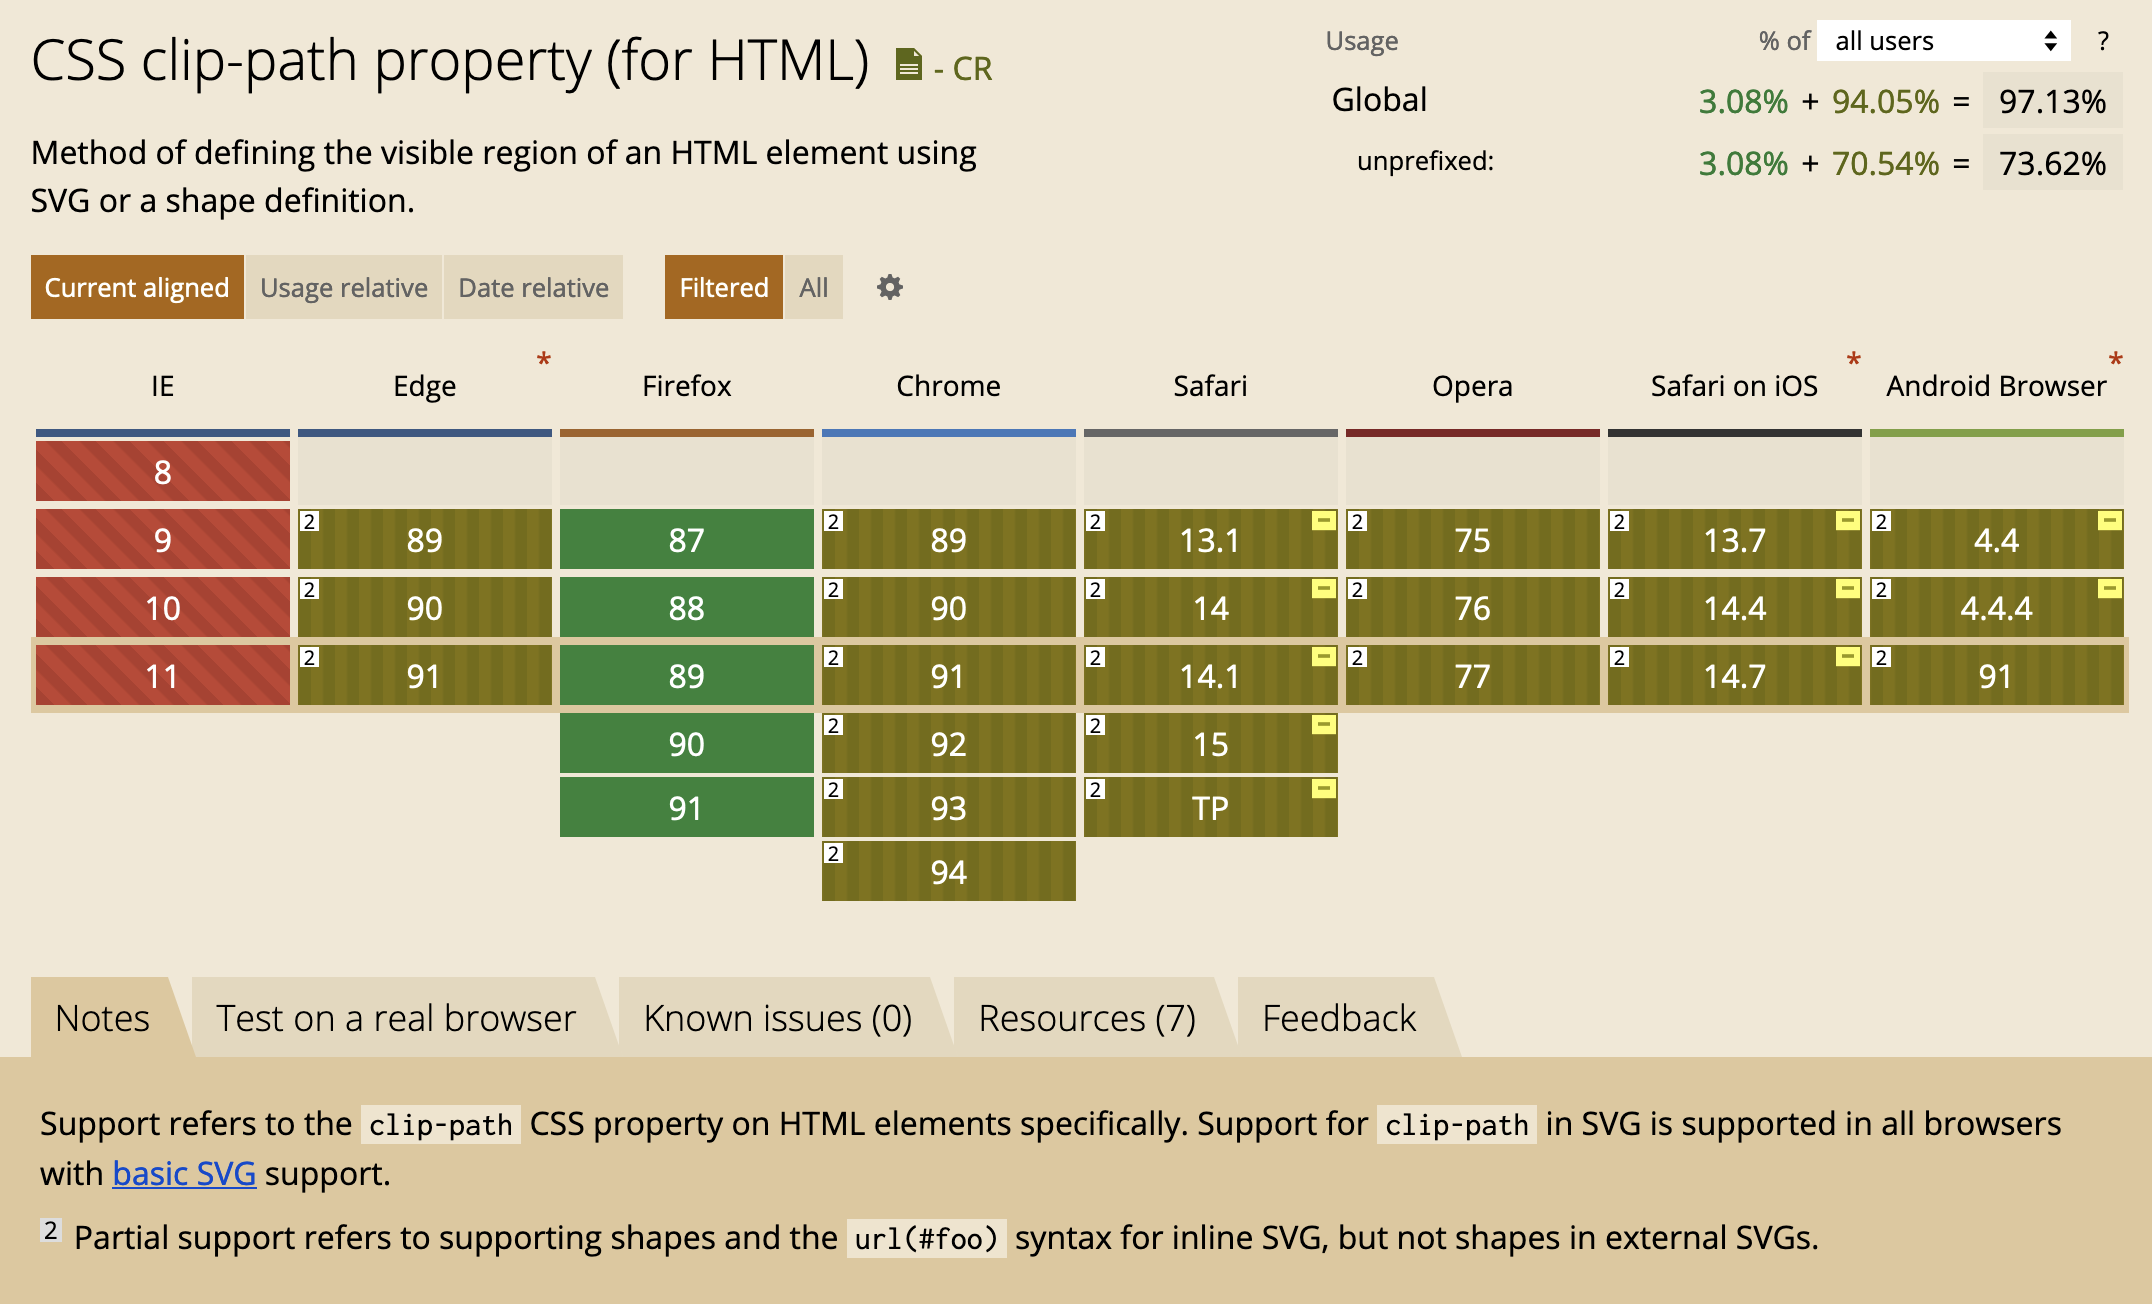 CSS clip-path property (for HTML) - CR
Usage % of all users ?
Global 3.08% + 94.05% = 97.13%
unprefixed: 3.08% + 70.54% = 73.62%
Method of defining the visible region of an HTML element using
SVG or a shape definition.
Current aligned Usage relative Date relative Filtered All
* * *
IE Edge Firefox Chrome Safari Opera Safari on iOS Android Browser
8
9 2 89 87 2 89 2 13.1 - 2 75 2 13.7 - 2 4.4 -
10 2 90 88 2 90 2 14 - 2 76 2 14.4 - 2 4.4.4 -
11 2 91 89 2 91 2 14.1 - 2 77 2 14.7 - 2 91
90 2 92 2 15 -
91 2 93 2 TP -
2 94
Notes Test on a real browser Known issues (0) Resources (7) Feedback
Support refers to the clip-path CSS property on HTML elements specifically. Support for clip-path in SVG is supported in all browsers
with basic SVG support.
2 Partial support refers to supporting shapes and the url(#foo) syntax for inline SVG, but not shapes in external SVGs.